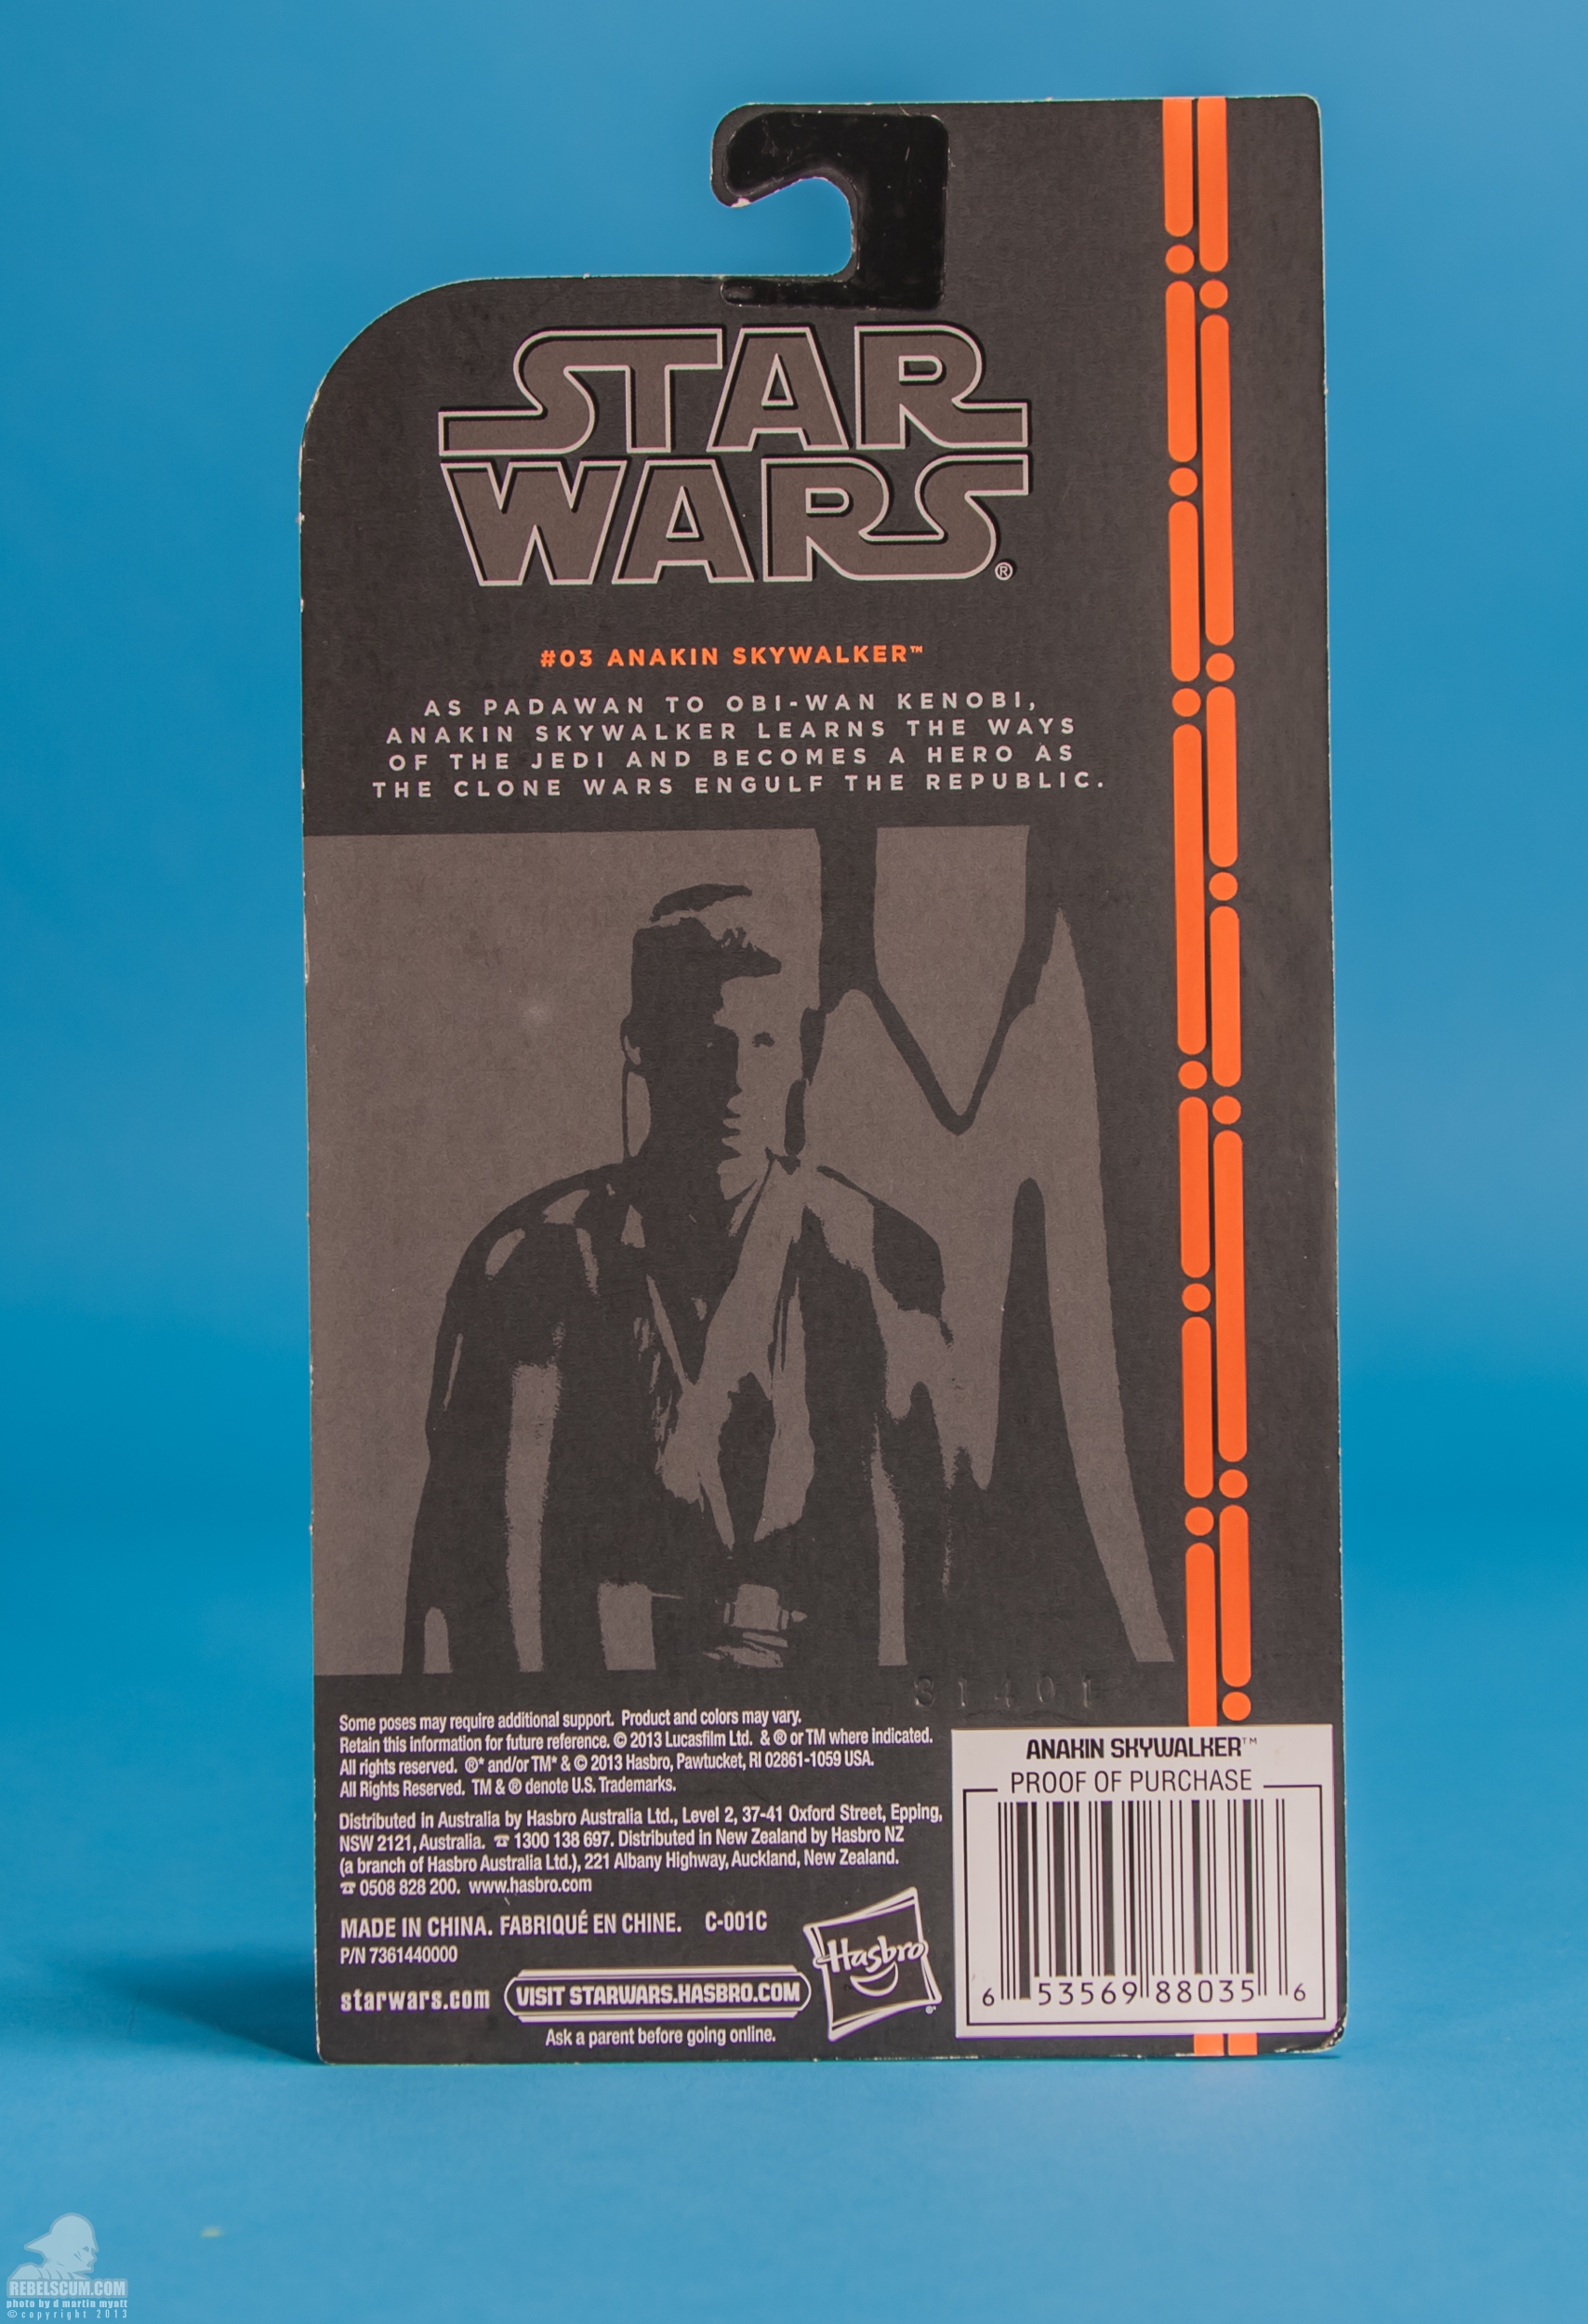 STAR
WARS®
#03 ANAKIN SKYWALKER™
AS PADAWAN TO OBI-WAN KENOBI,
ANAKIN SKYWALKER LEARNS THE WAYS
OF THE JEDI AND BECOMES A HERO AS
THE CLONE WARS ENGULF THE REPUBLIC.
31401
Some poses may require additional support. Product and colors may vary.
Retain this information for future reference. © 2013 Lucasfilm Ltd. & ® or TM where indicated.
All rights reserved. ®* and/or TM* & © 2013 Hasbro, Pawtucket, RI 02861-1059 USA.
All Rights Reserved. TM & ® denote U.S. Trademarks.
Distributed in Australia by Hasbro Australia Ltd., Level 2, 37-41 Oxford Street, Epping,
NSW 2121, Australia. ☎ 1300 138 697. Distributed in New Zealand by Hasbro NZ
(a branch of Hasbro Australia Ltd.), 221 Albany Highway, Auckland, New Zealand.
☎ 0508 828 200. www.hasbro.com
MADE IN CHINA. FABRIQUÉ EN CHINE. C-001C
P/N 7361440000
starwars.com VISIT STARWARS.HASBRO.COM
Ask a parent before going online.
Hasbro®*
ANAKIN SKYWALKER™
PROOF OF PURCHASE
6 53569 88035 6
REBELSCUM.COM
photo by d martin myatt
© copyright 2013